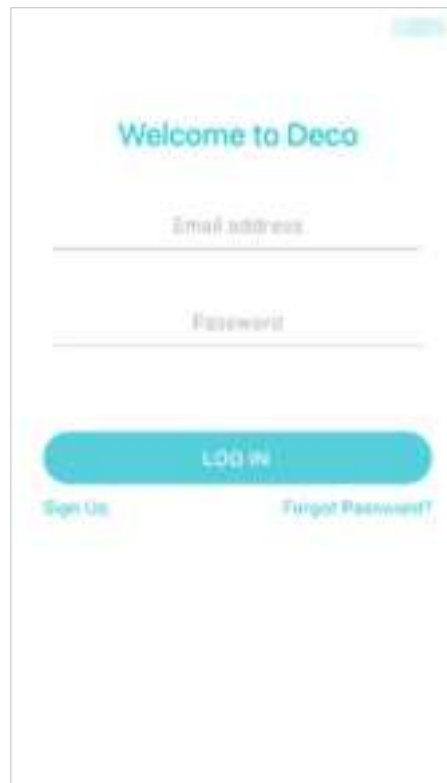 Welcome to Deco
Email address
Password
LOG IN
Sign Up
Forgot Password?